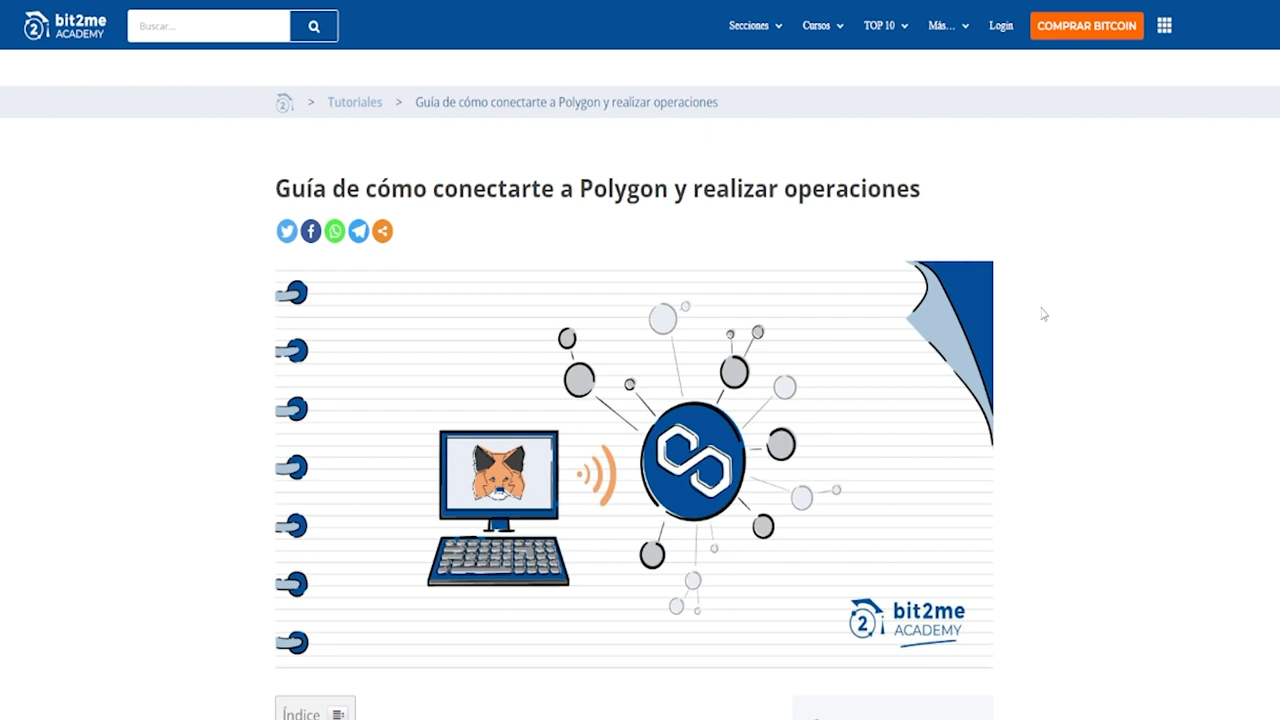 bit2me
ACADEMY
Buscar...
Secciones
Cursos
TOP 10
Más...
Login
COMPRAR BITCOIN
> Tutoriales > Guía de cómo conectarte a Polygon y realizar operaciones
Guía de cómo conectarte a Polygon y realizar operaciones
bit2me
ACADEMY
Índice